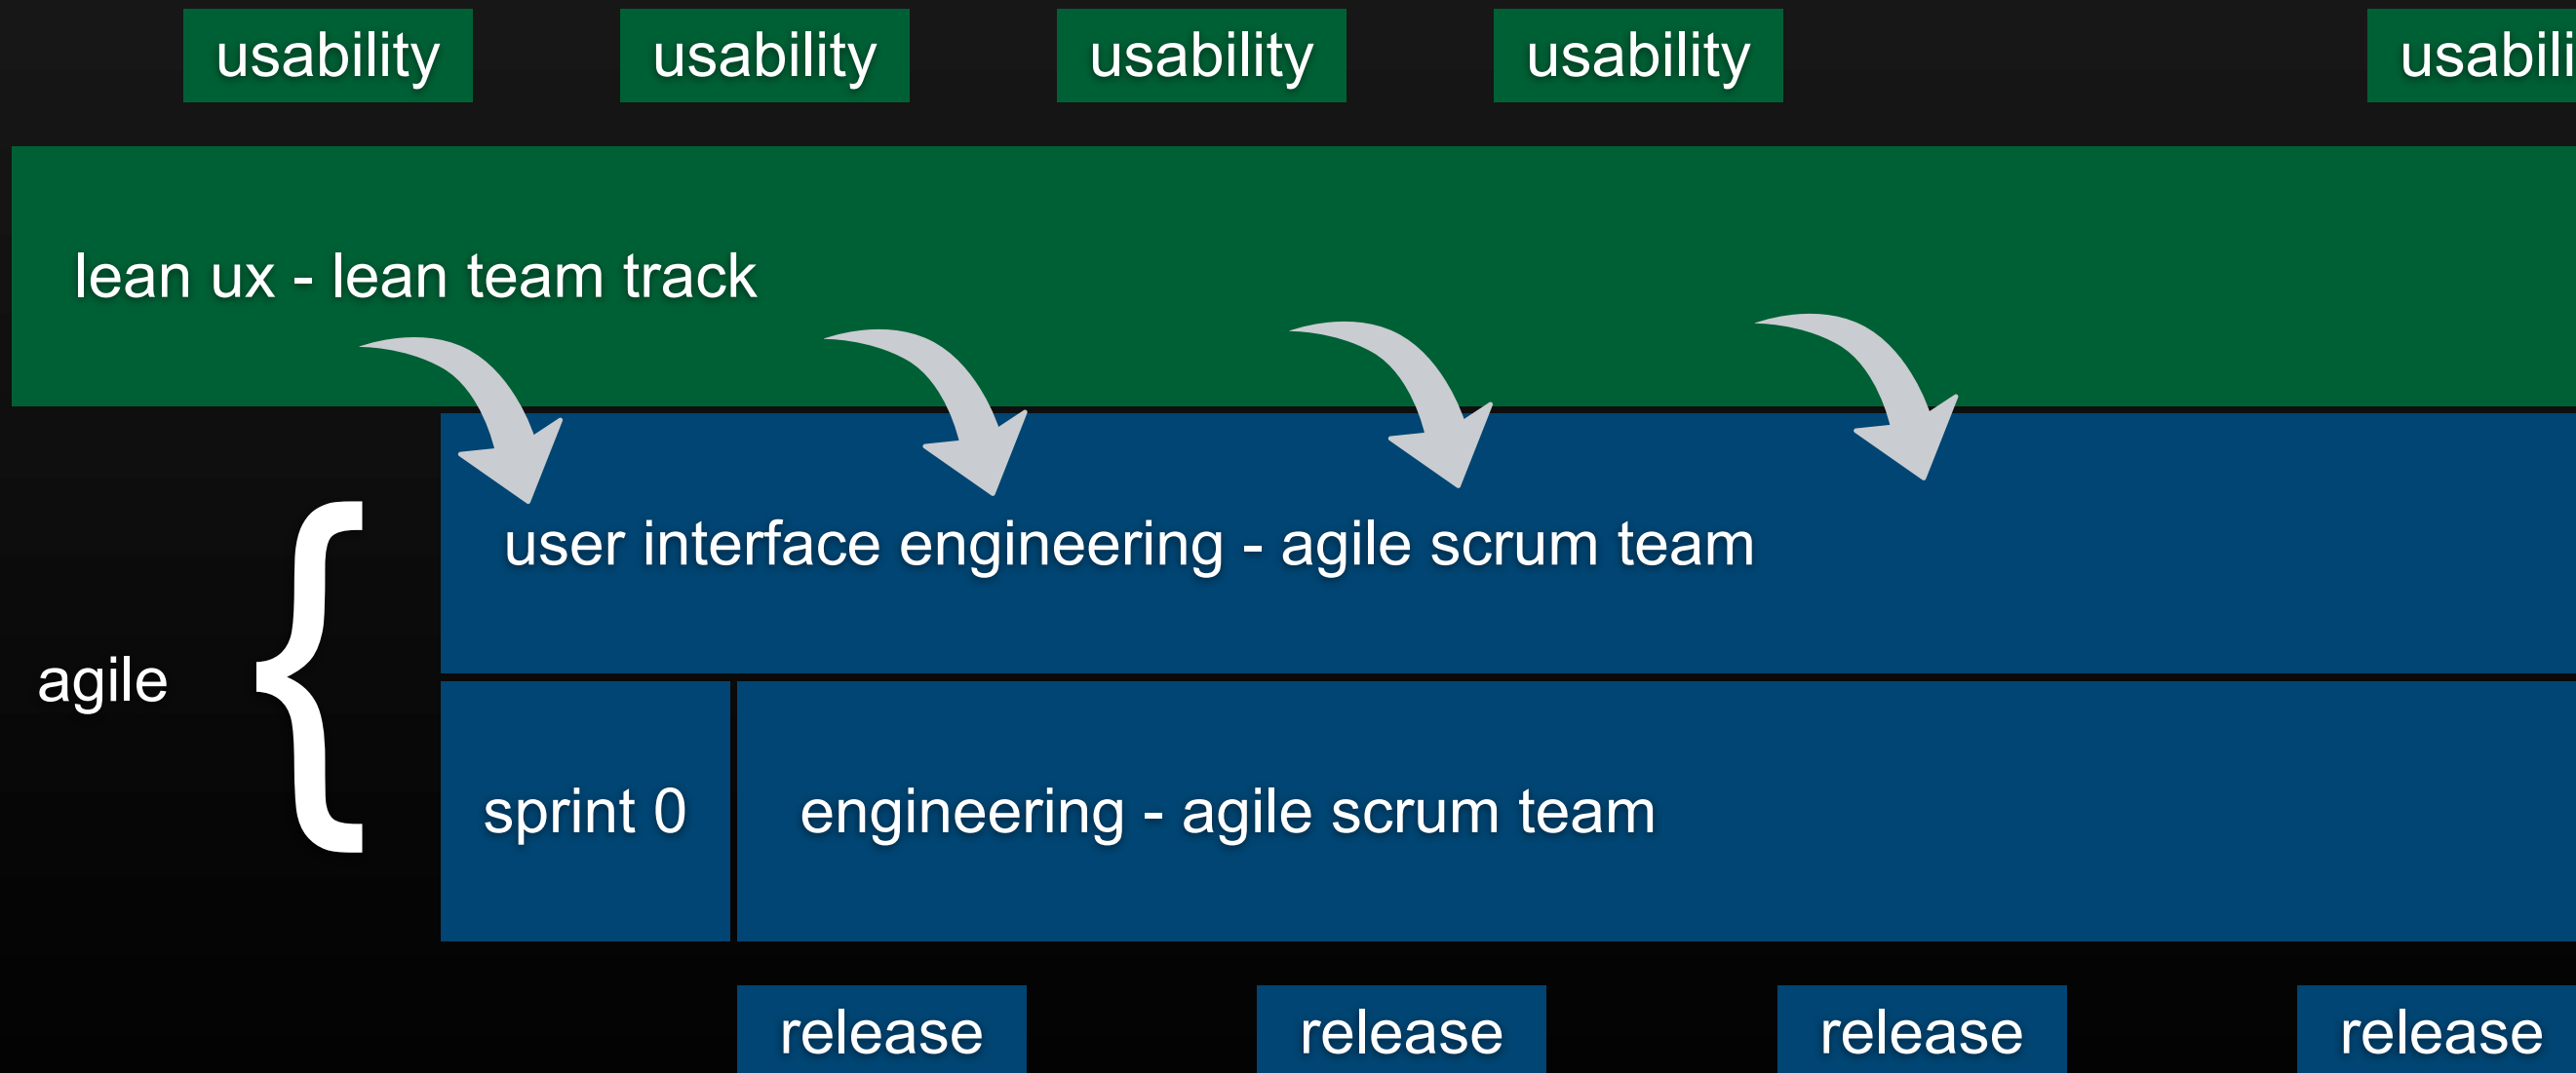 usability usability usability usability usabili
lean ux - lean team track
user interface engineering - agile scrum team
agile {
sprint 0 engineering - agile scrum team
release release release release